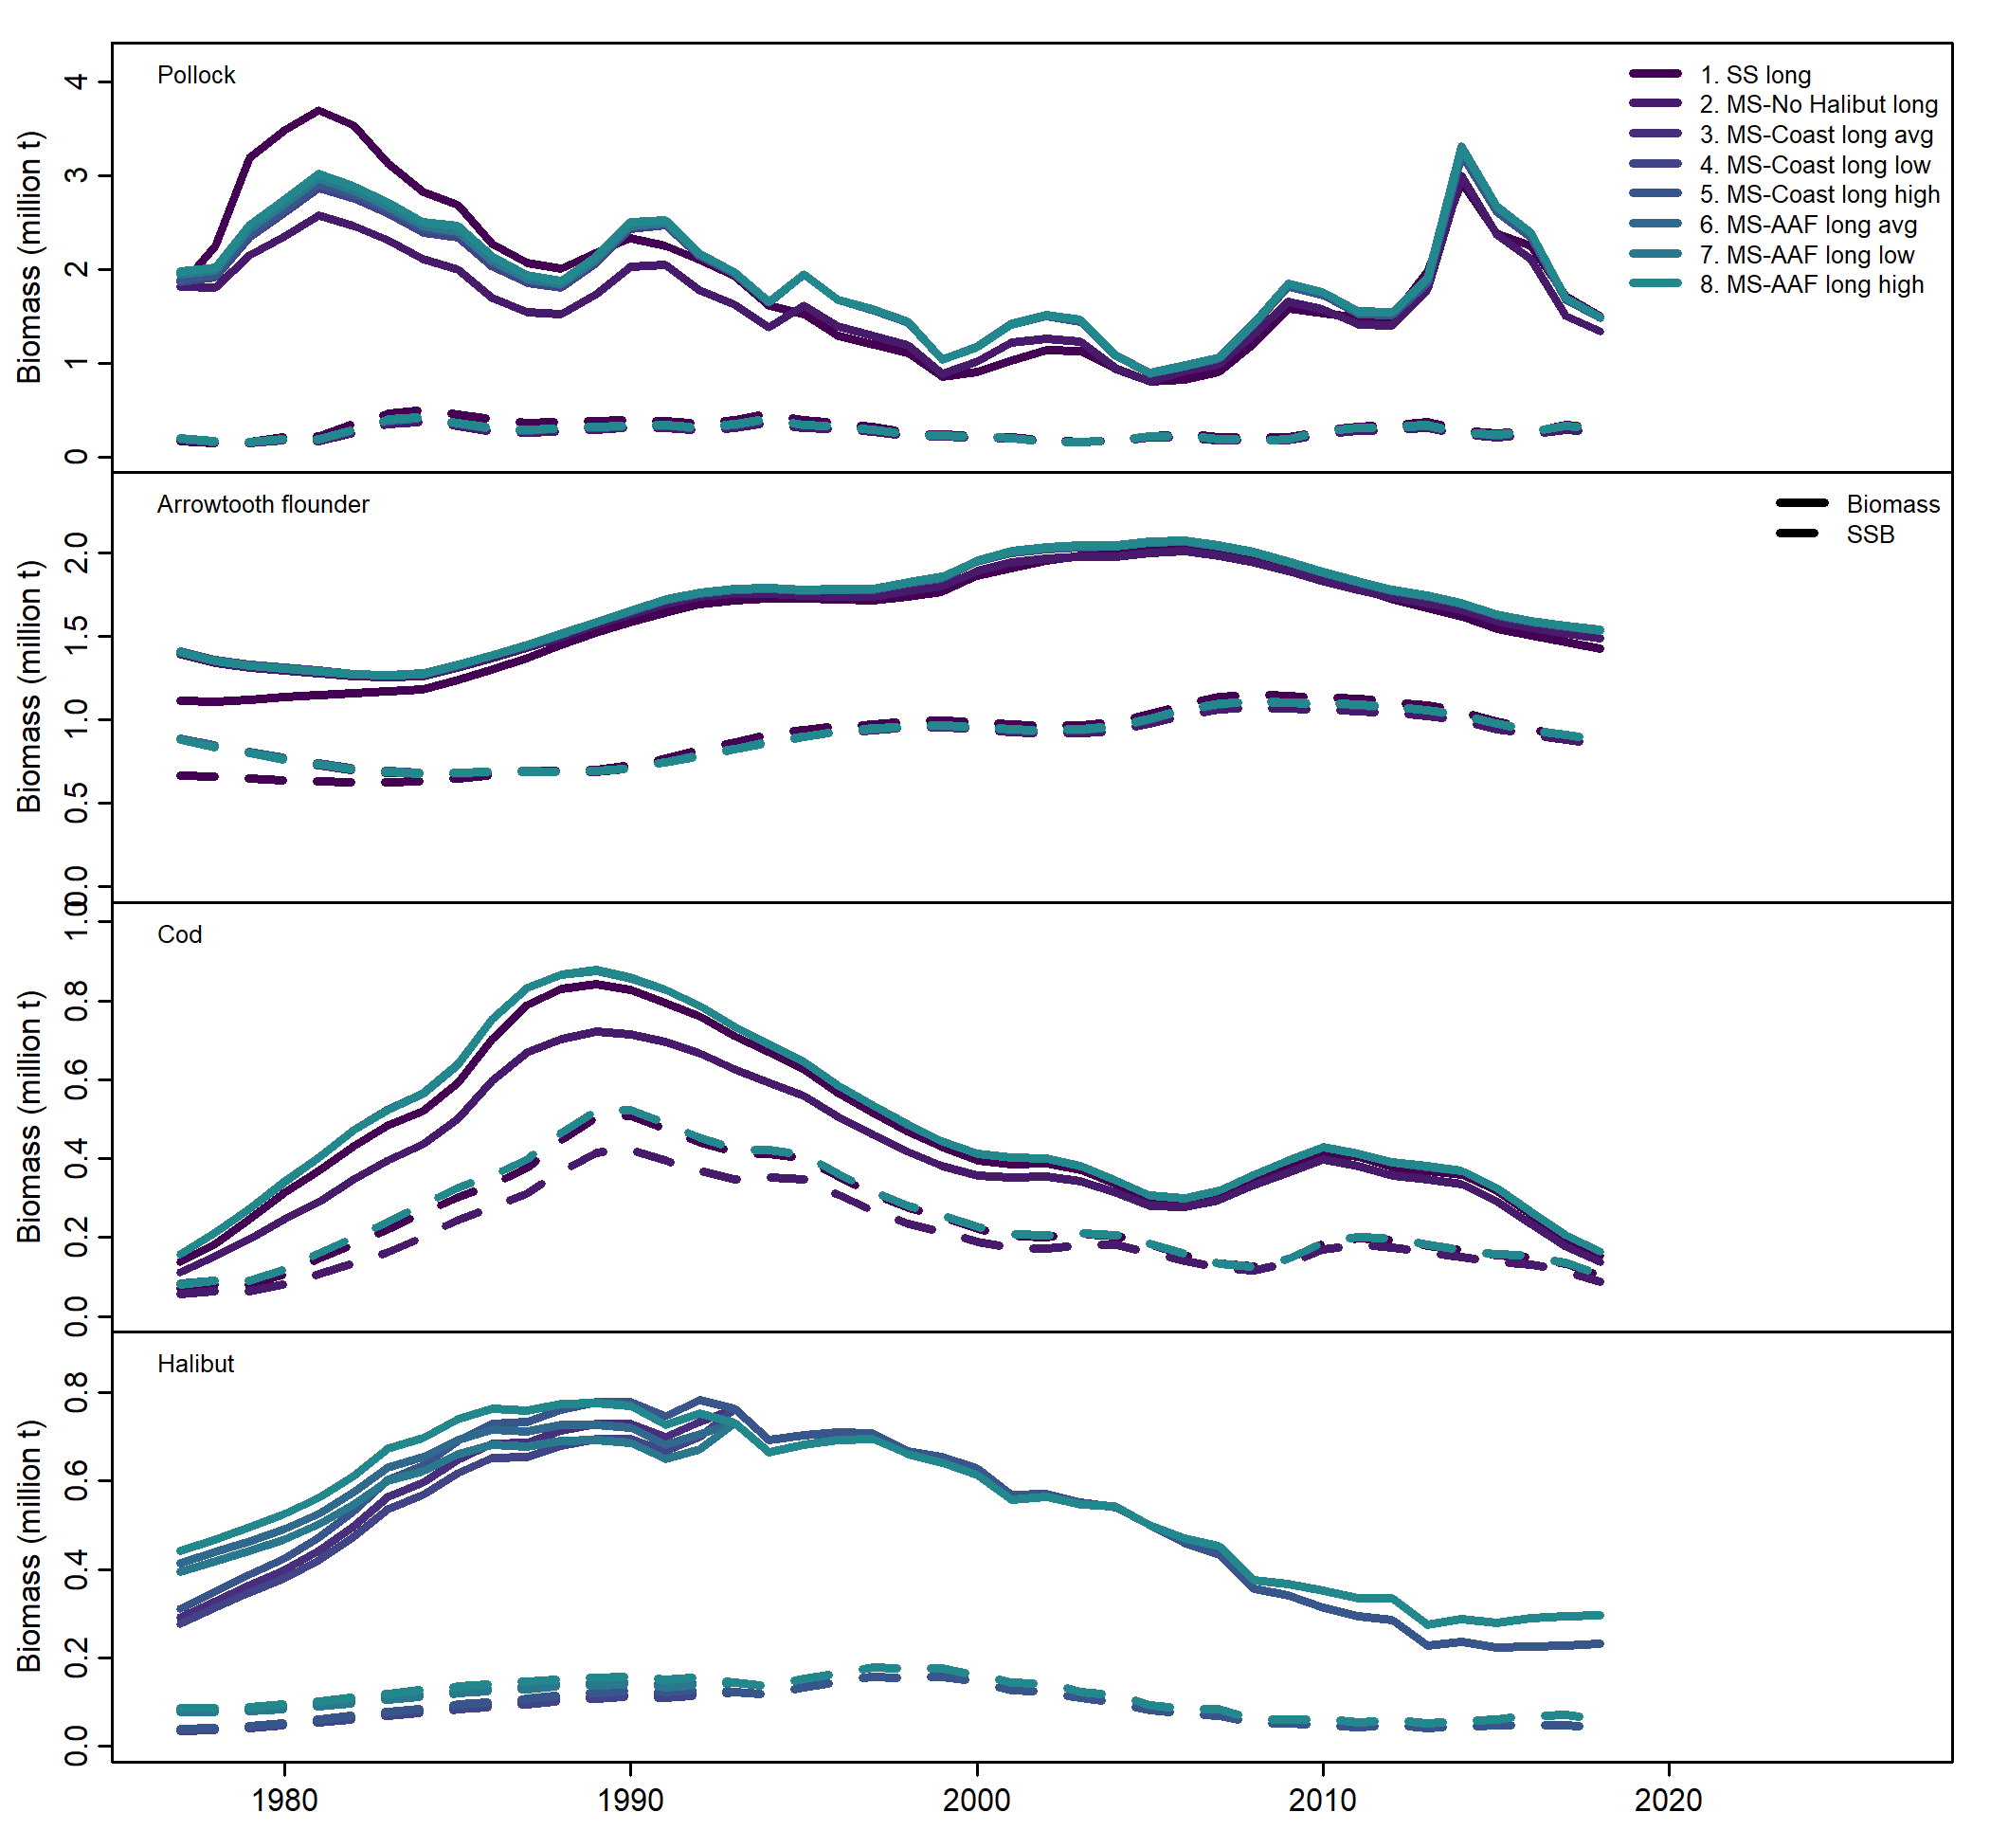 Pollock
1. SS long
2. MS-No Halibut long
3. MS-Coast long avg
4. MS-Coast long low
5. MS-Coast long high
6. MS-AAF long avg
7. MS-AAF long low
8. MS-AAF long high
Biomass (million t)
4
3
2
1
0
Arrowtooth flounder
Biomass
SSB
Biomass (million t)
2.0
1.5
1.0
0.5
0.0
Cod
Biomass (million t)
1.0
0.8
0.6
0.4
0.2
0.0
Halibut
Biomass (million t)
0.8
0.6
0.4
0.2
0.0
1980 1990 2000 2010 2020